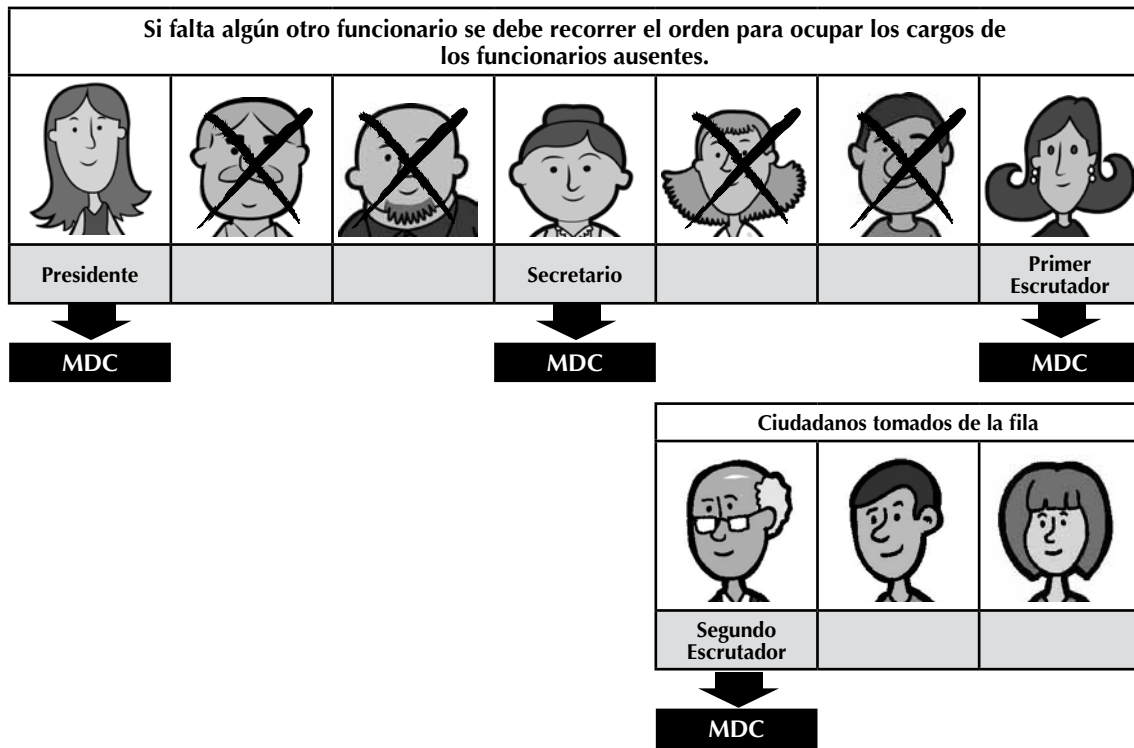 Si falta algún otro funcionario se debe recorrer el orden para ocupar los cargos de
los funcionarios ausentes.
Presidente
Secretario
Primer
Escrutador
MDC
MDC
MDC
Ciudadanos tomados de la fila
Segundo
Escrutador
MDC